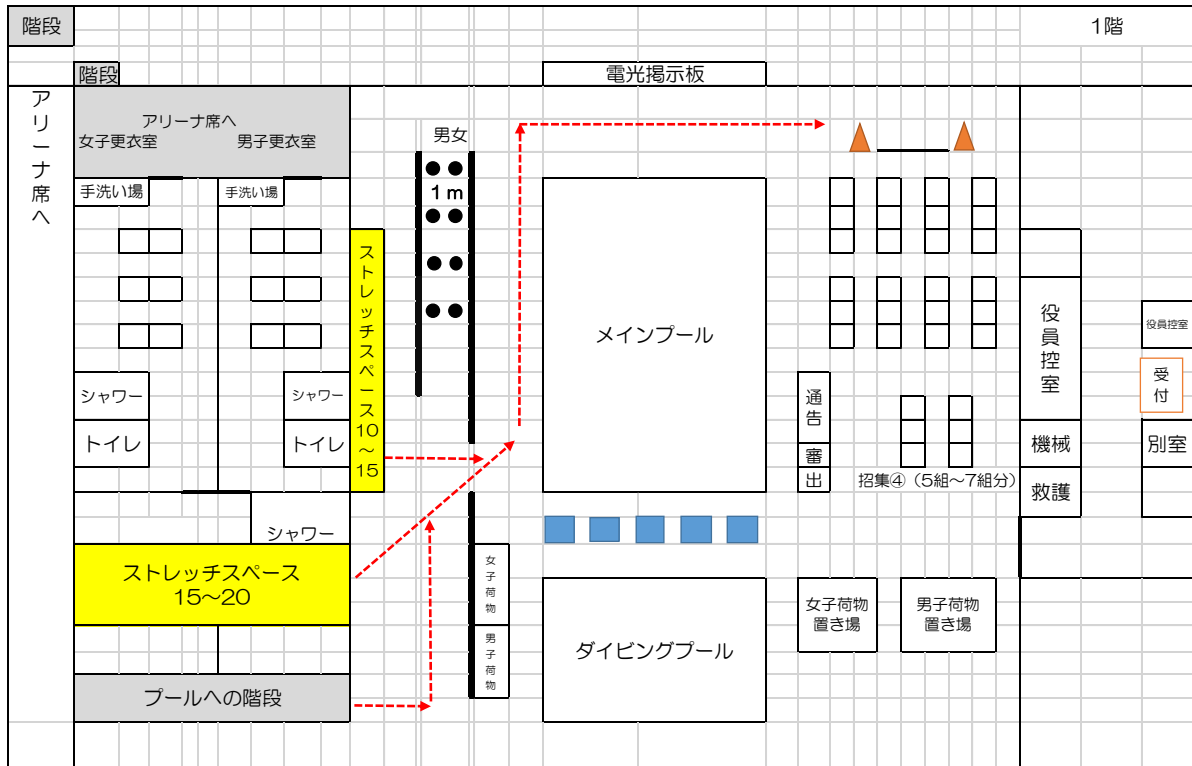 階段
1階
階段
電光掲示板
アリーナ席へ
アリーナ席へ
女子更衣室
男子更衣室
男女
1m
手洗い場
手洗い場
ストレッチスペース10～15
メインプール
役員控室
役員控室
受付
シャワー
シャワー
通告
トイレ
トイレ
審出
機械
別室
招集④（5組～7組分）
救護
シャワー
ストレッチスペース
15～20
女子荷物
男子荷物
ダイビングプール
女子荷物
置き場
男子荷物
置き場
プールへの階段